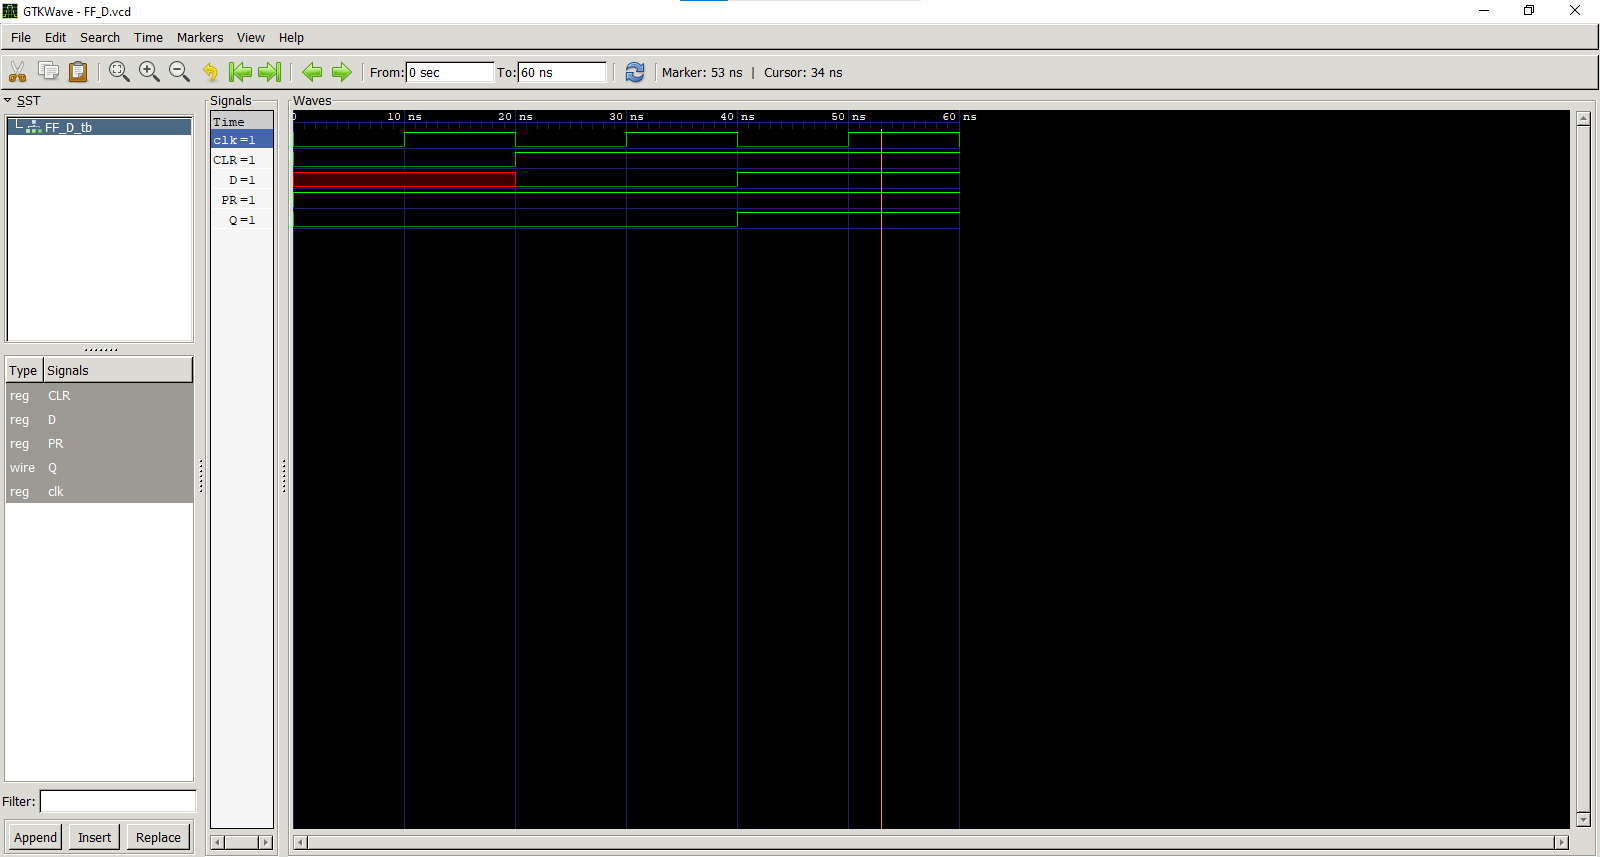 GTKWave - FF_D.vcd
File Edit Search Time Markers View Help
From: 0 sec To: 60 ns Marker: 53 ns | Cursor: 34 ns
SST
FF_D_tb
Type Signals
reg CLR
reg D
reg PR
wire Q
reg clk
Filter:
Append Insert Replace
Signals
Time
clk=1
CLR=1
D=1
PR=1
Q=1
Waves
0 10 ns 20 ns 30 ns 40 ns 50 ns 60 ns